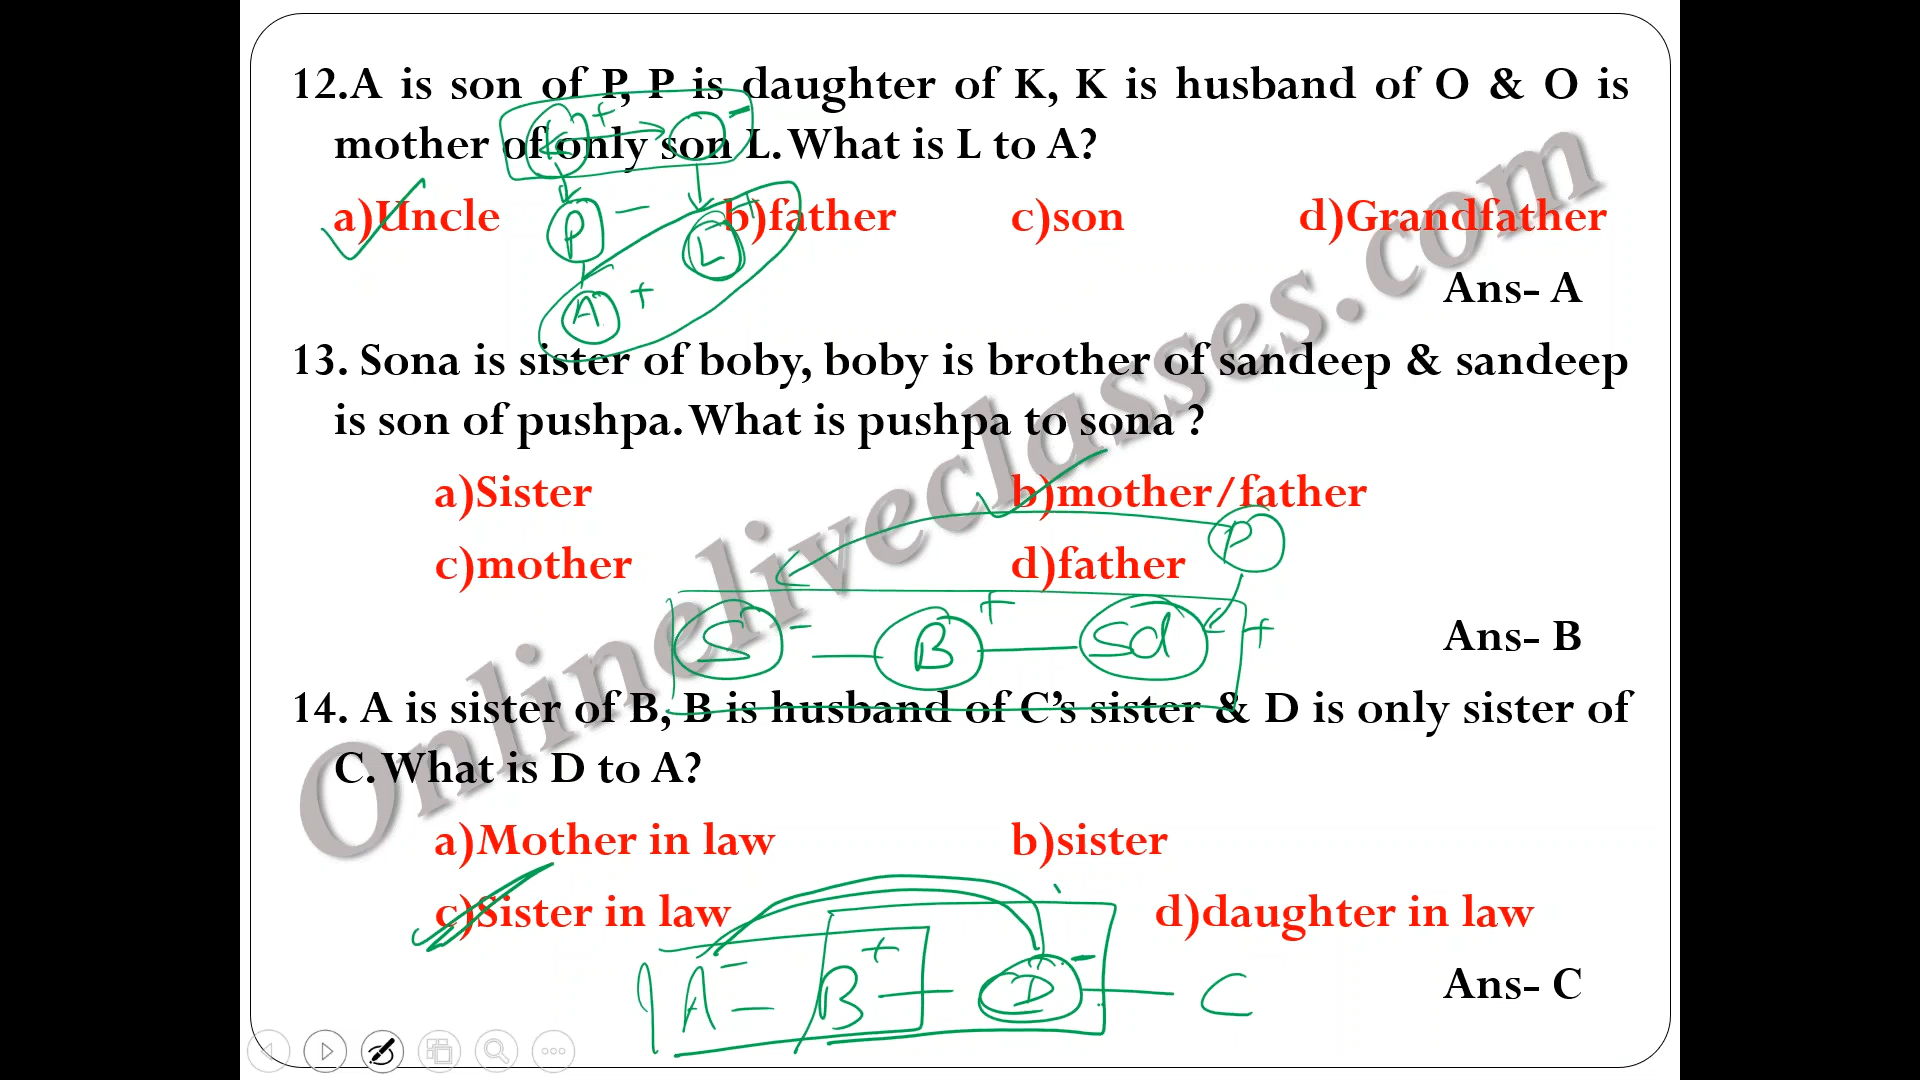 12.A is son of P, P is daughter of K, K is husband of O & O is
mother of only son L. What is L to A?
a)Uncle b)father c)son d)Grandfather
Ans- A
13. Sona is sister of boby, boby is brother of sandeep & sandeep
is son of pushpa. What is pushpa to sona ?
a)Sister b)mother/father
c)mother d)father
Ans- B
14. A is sister of B, B is husband of C's sister & D is only sister of
C. What is D to A?
a)Mother in law b)sister
c)Sister in law d)daughter in law
Ans- C
Onlineliveclasses.com
K + -
P - L +
A +
P
S - B + Sd +
A - B + D - C